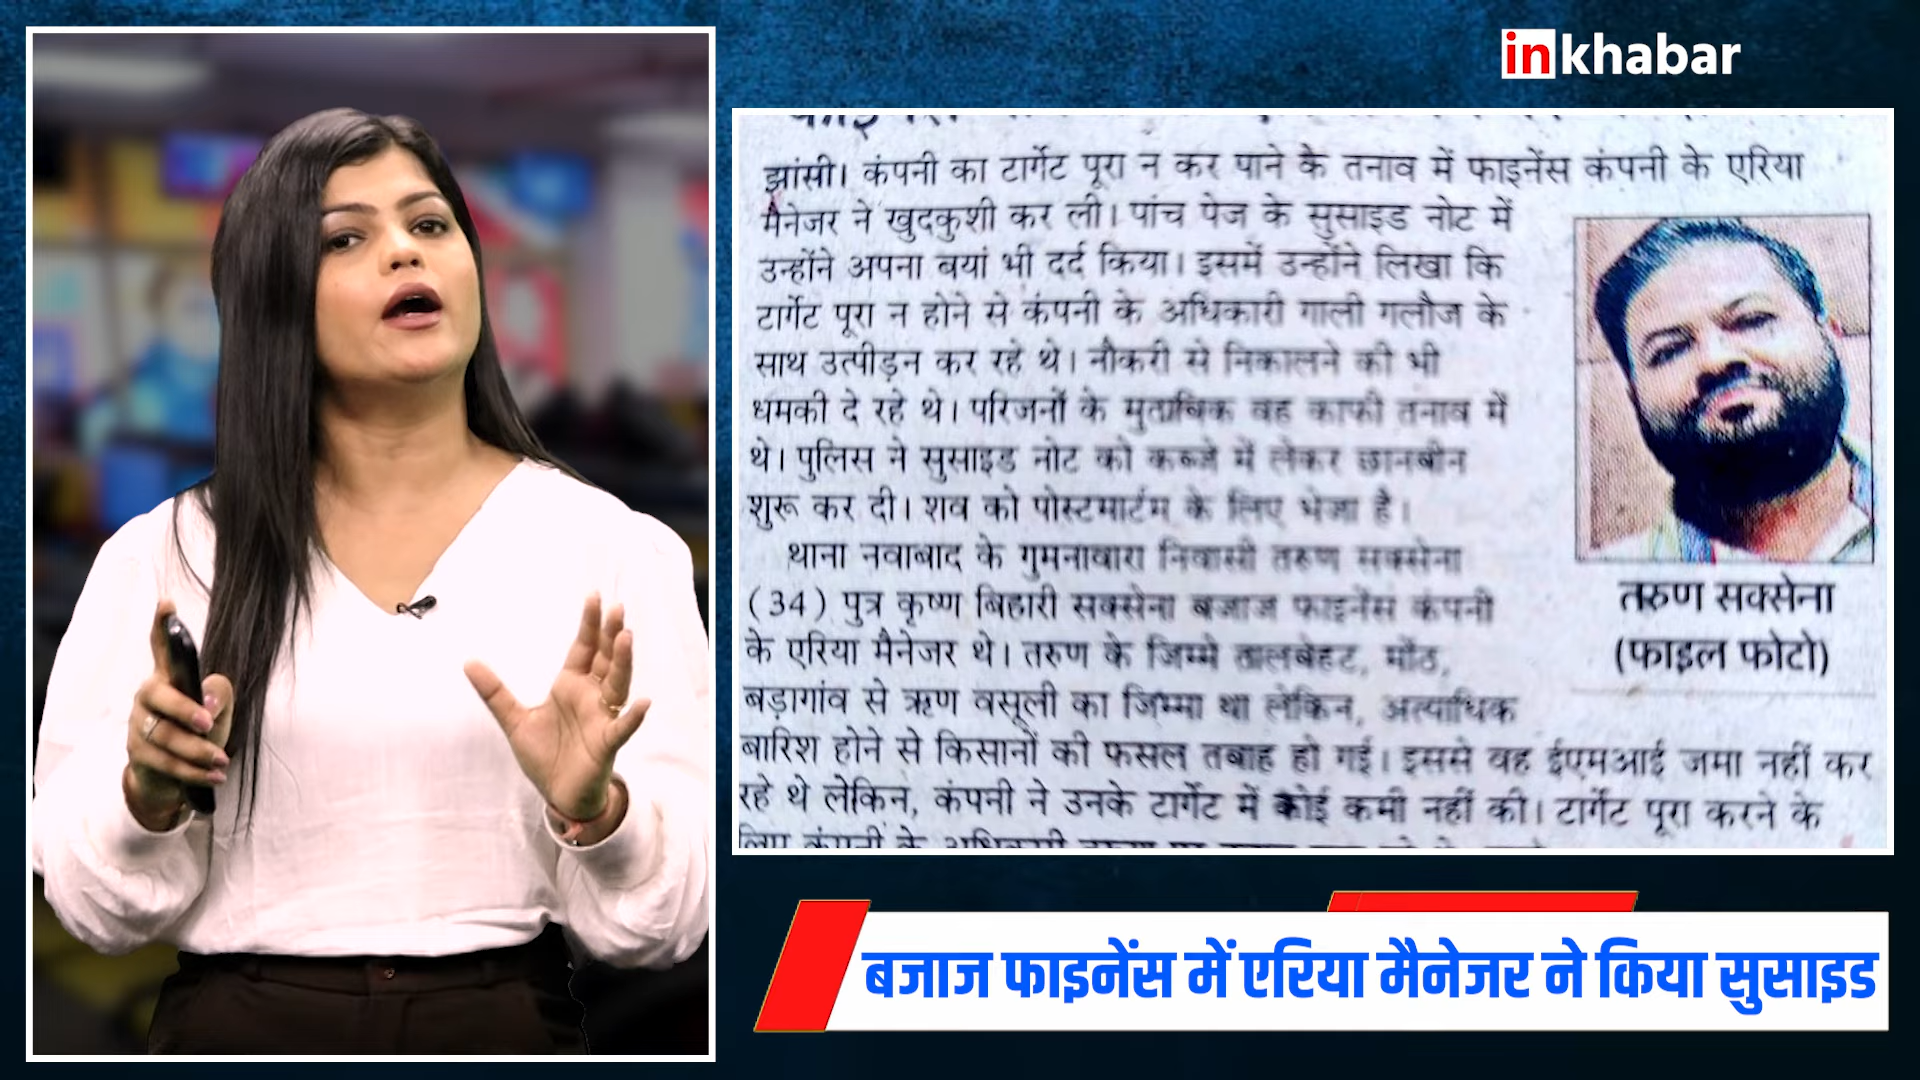 inkhabar
झांसी। कंपनी का टार्गेट पूरा न कर पाने के तनाव में फाइनेंस कंपनी के एरिया
मैनेजर ने खुदकुशी कर ली। पांच पेज के सुसाइड नोट में
उन्होंने अपना बयां भी दर्द किया। इसमें उन्होंने लिखा कि
टार्गेट पूरा न होने से कंपनी के अधिकारी गाली गलौज के
साथ उत्पीड़न कर रहे थे। नौकरी से निकालने की भी
धमकी दे रहे थे। परिजनों के मुताबिक वह काफी तनाव में
थे। पुलिस ने सुसाइड नोट को कब्जे में लेकर छानबीन
शुरू कर दी। शव को पोस्टमार्टम के लिए भेजा है।
थाना नवाबाद के गुमनावारा निवासी तरुण सक्सेना
(34) पुत्र कृष्ण बिहारी सक्सेना बजाज फाइनेंस कंपनी
के एरिया मैनेजर थे। तरुण के जिम्मे तालबेहट, मोंठ,
बड़ागांव से ऋण वसूली का जिम्मा था लेकिन, अत्याधिक
बारिश होने से किसानों की फसल तबाह हो गई। इससे वह ईएमआई जमा नहीं कर
रहे थे लेकिन, कंपनी ने उनके टार्गेट में कोई कमी नहीं की। टार्गेट पूरा करने के
तरुण सक्सेना
(फाइल फोटो)
बजाज फाइनेंस में एरिया मैनेजर ने किया सुसाइड